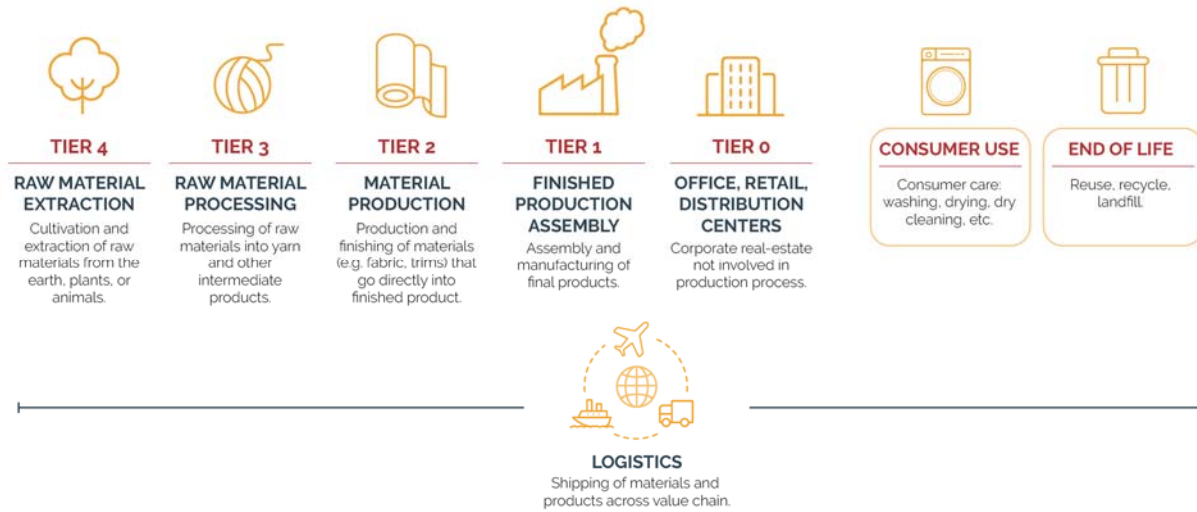 TIER 4
RAW MATERIAL
EXTRACTION
Cultivation and
extraction of raw
materials from the
earth, plants, or
animals.
TIER 3
RAW MATERIAL
PROCESSING
Processing of raw
materials into yarn
and other
intermediate
products.
TIER 2
MATERIAL
PRODUCTION
Production and
finishing of materials
(e.g. fabric, trims) that
go directly into
finished product.
TIER 1
FINISHED
PRODUCTION
ASSEMBLY
Assembly and
manufacturing of
final products.
TIER 0
OFFICE, RETAIL,
DISTRIBUTION
CENTERS
Corporate real-estate
not involved in
production process.
CONSUMER USE
Consumer care:
washing, drying, dry
cleaning, etc.
END OF LIFE
Reuse, recycle,
landfill.
LOGISTICS
Shipping of materials and
products across value chain.